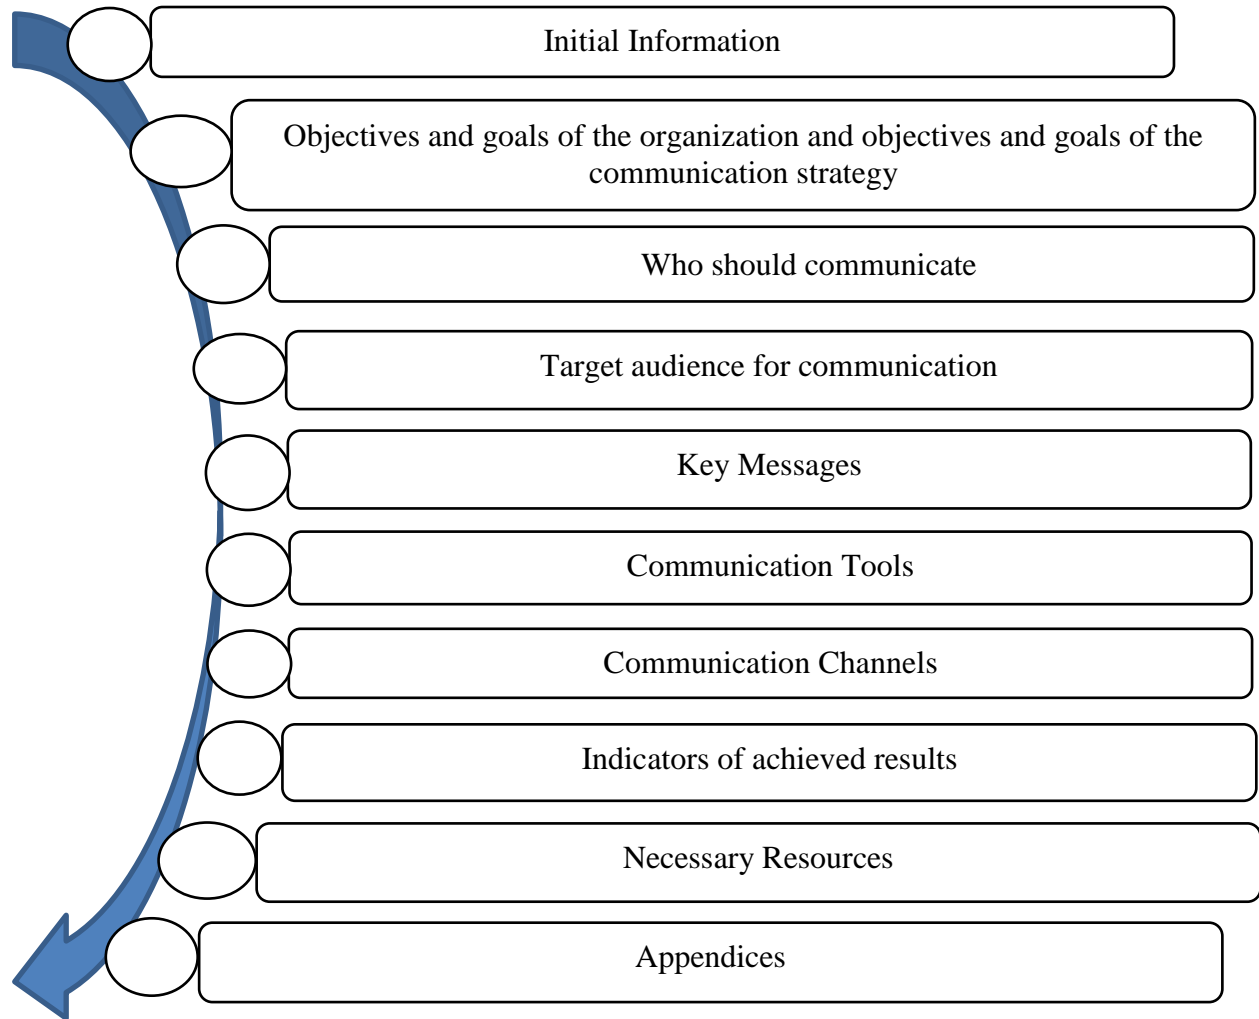 Initial Information
Objectives and goals of the organization and objectives and goals of the
communication strategy
Who should communicate
Target audience for communication
Key Messages
Communication Tools
Communication Channels
Indicators of achieved results
Necessary Resources
Appendices